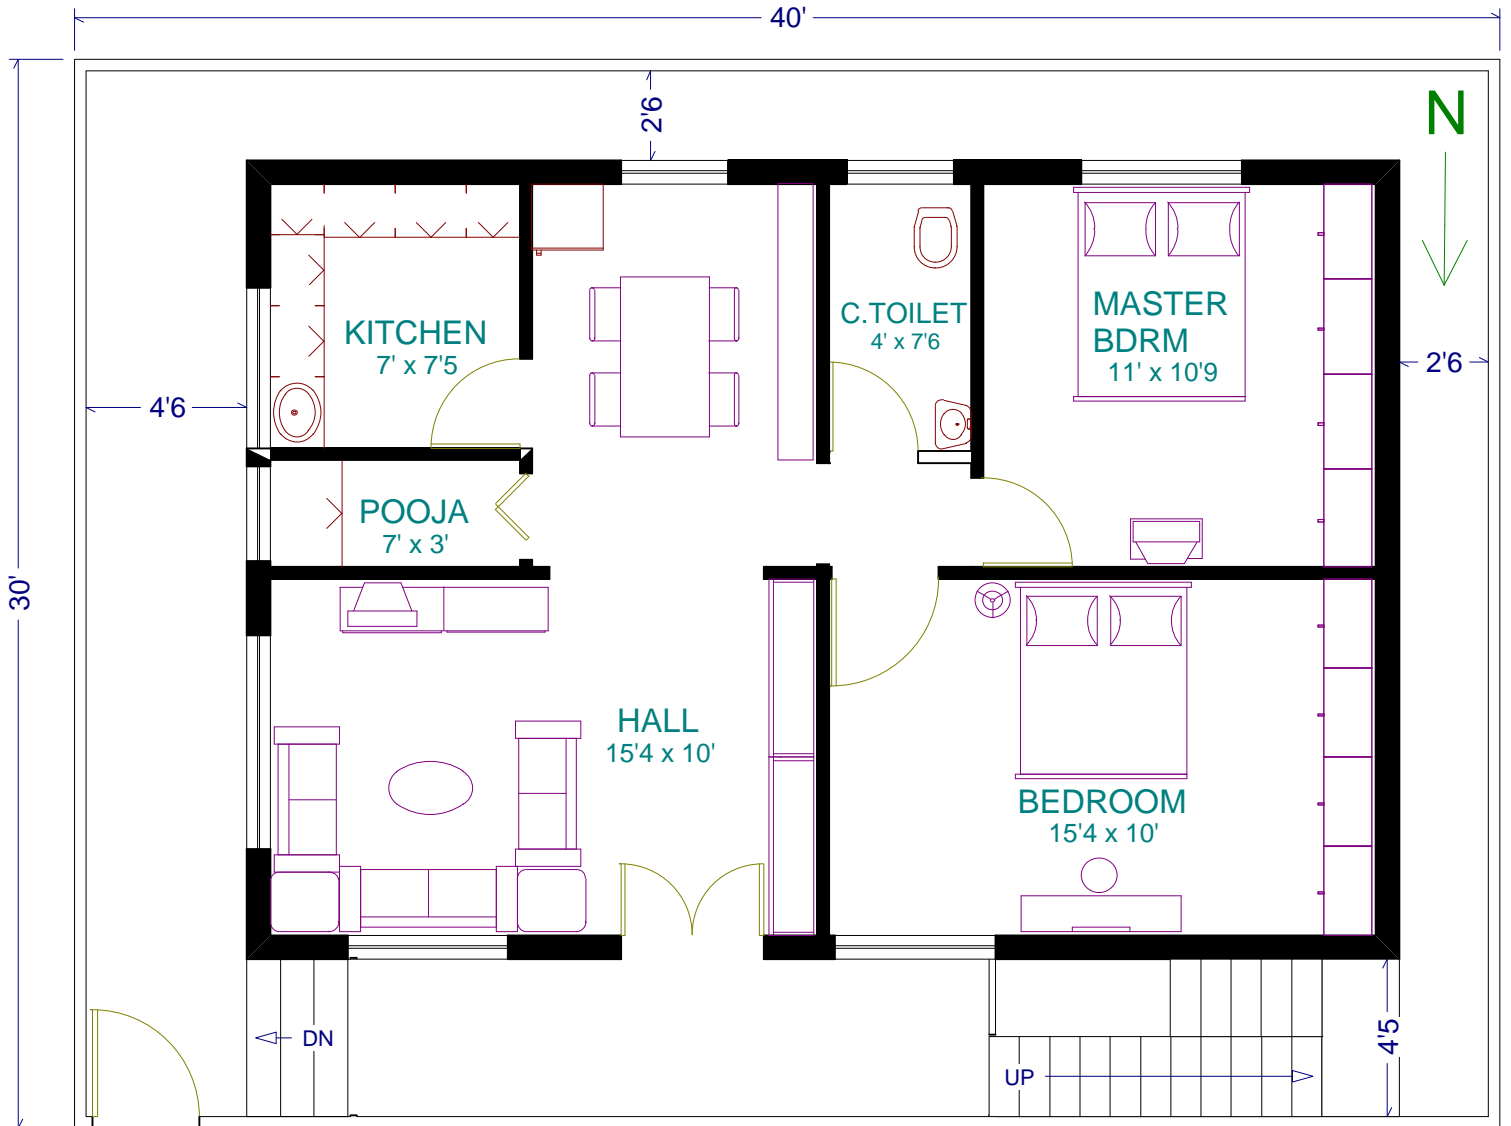 40'
2'6
N
KITCHEN
7' x 7'5
C.TOILET
4' x 7'6
MASTER
BDRM
11' x 10'9
2'6
4'6
POOJA
7' x 3'
30'
HALL
15'4 x 10'
BEDROOM
15'4 x 10'
DN
UP
4'5